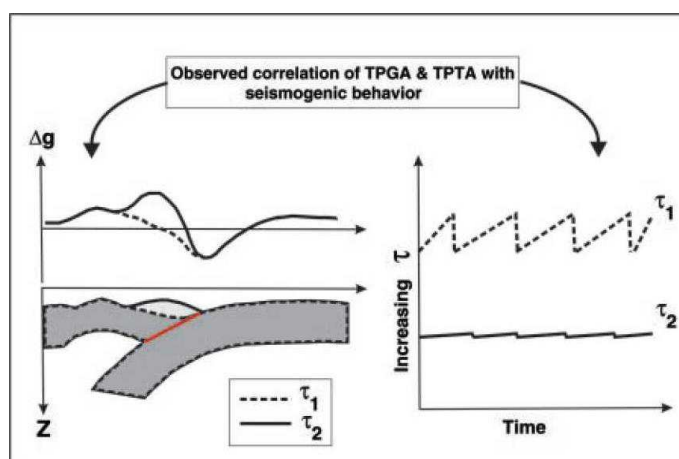 Observed correlation of TPGA & TPTA with
seismogenic behavior
Δg
Z
τ1
τ2
Increasing τ
τ1
τ2
Time